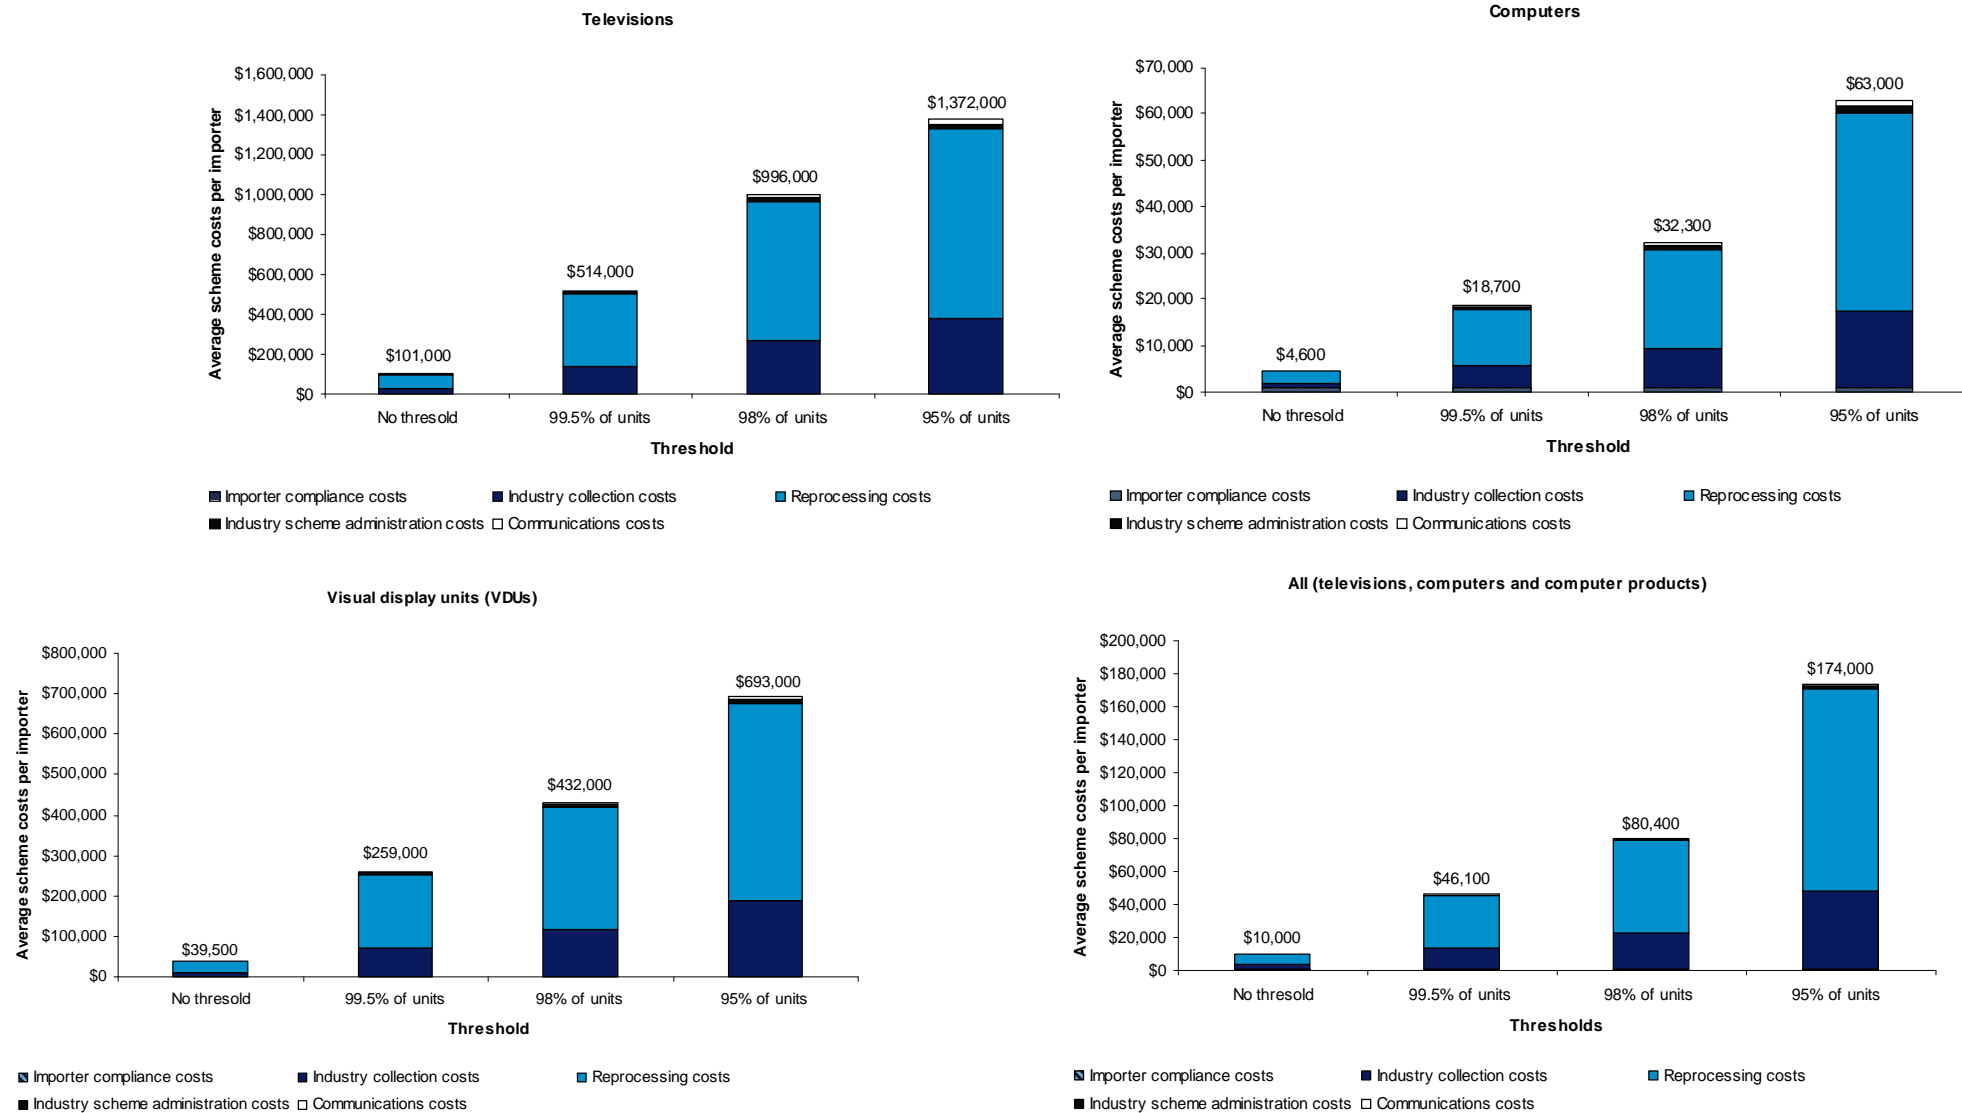 Televisions
Average scheme costs per importer
$1,600,000
$1,400,000
$1,200,000
$1,000,000
$800,000
$600,000
$400,000
$200,000
$0
$101,000
$514,000
$996,000
$1,372,000
No thresold
99.5% of units
98% of units
95% of units
Threshold
Importer compliance costs
Industry collection costs
Reprocessing costs
Industry scheme administration costs
Communications costs
Computers
Average scheme costs per importer
$70,000
$60,000
$50,000
$40,000
$30,000
$20,000
$10,000
$0
$4,600
$18,700
$32,300
$63,000
No thresold
99.5% of units
98% of units
95% of units
Threshold
Importer compliance costs
Industry collection costs
Reprocessing costs
Industry scheme administration costs
Communications costs
Visual display units (VDUs)
Average scheme costs per importer
$800,000
$700,000
$600,000
$500,000
$400,000
$300,000
$200,000
$100,000
$0
$39,500
$259,000
$432,000
$693,000
No thresold
99.5% of units
98% of units
95% of units
Threshold
Importer compliance costs
Industry collection costs
Reprocessing costs
Industry scheme administration costs
Communications costs
All (televisions, computers and computer products)
Average scheme costs per importer
$200,000
$180,000
$160,000
$140,000
$120,000
$100,000
$80,000
$60,000
$40,000
$20,000
$0
$10,000
$46,100
$80,400
$174,000
No thresold
99.5% of units
98% of units
95% of units
Thresholds
Importer compliance costs
Industry collection costs
Reprocessing costs
Industry scheme administration costs
Communications costs